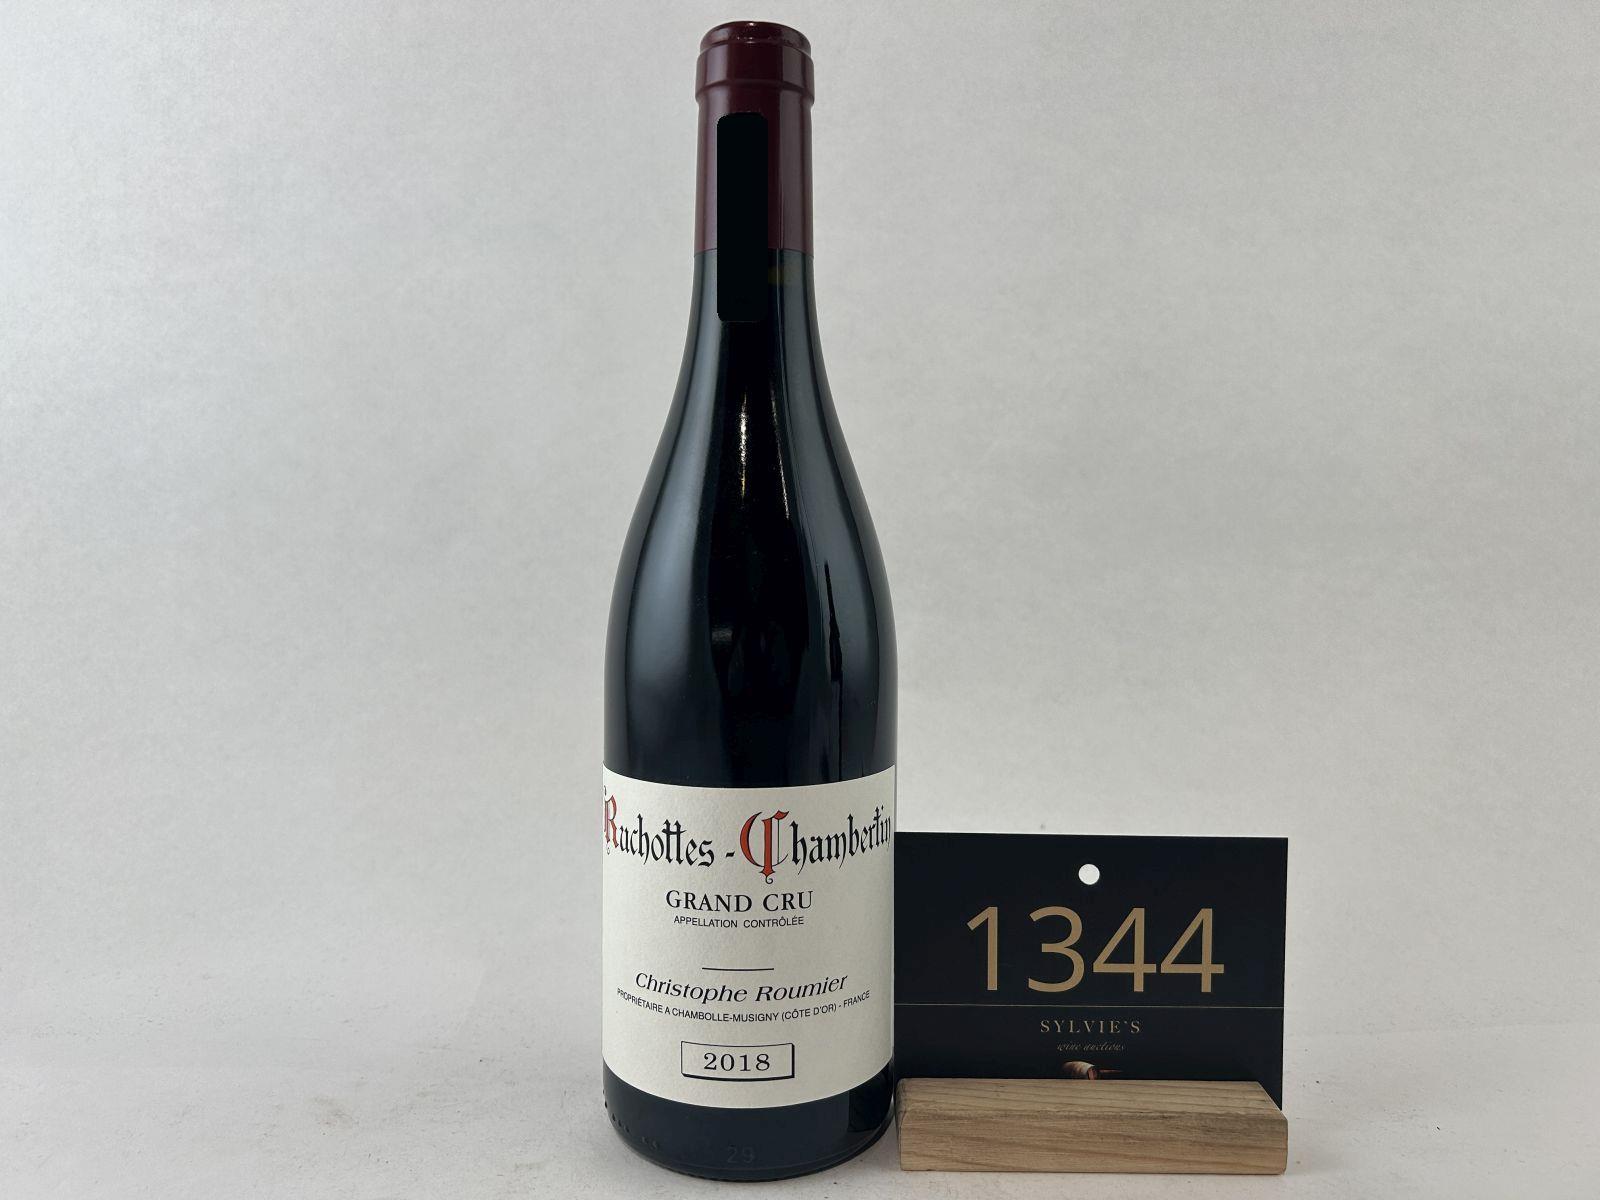 Ruchottes - Chambertin
GRAND CRU
APPELLATION CONTRÔLÉE
Christophe Roumier
PROPRIÉTAIRE A CHAMBOLLE-MUSIGNY (CÔTE D'OR) - FRANCE
2018
29
1344
SYLVIE'S
wine auctions